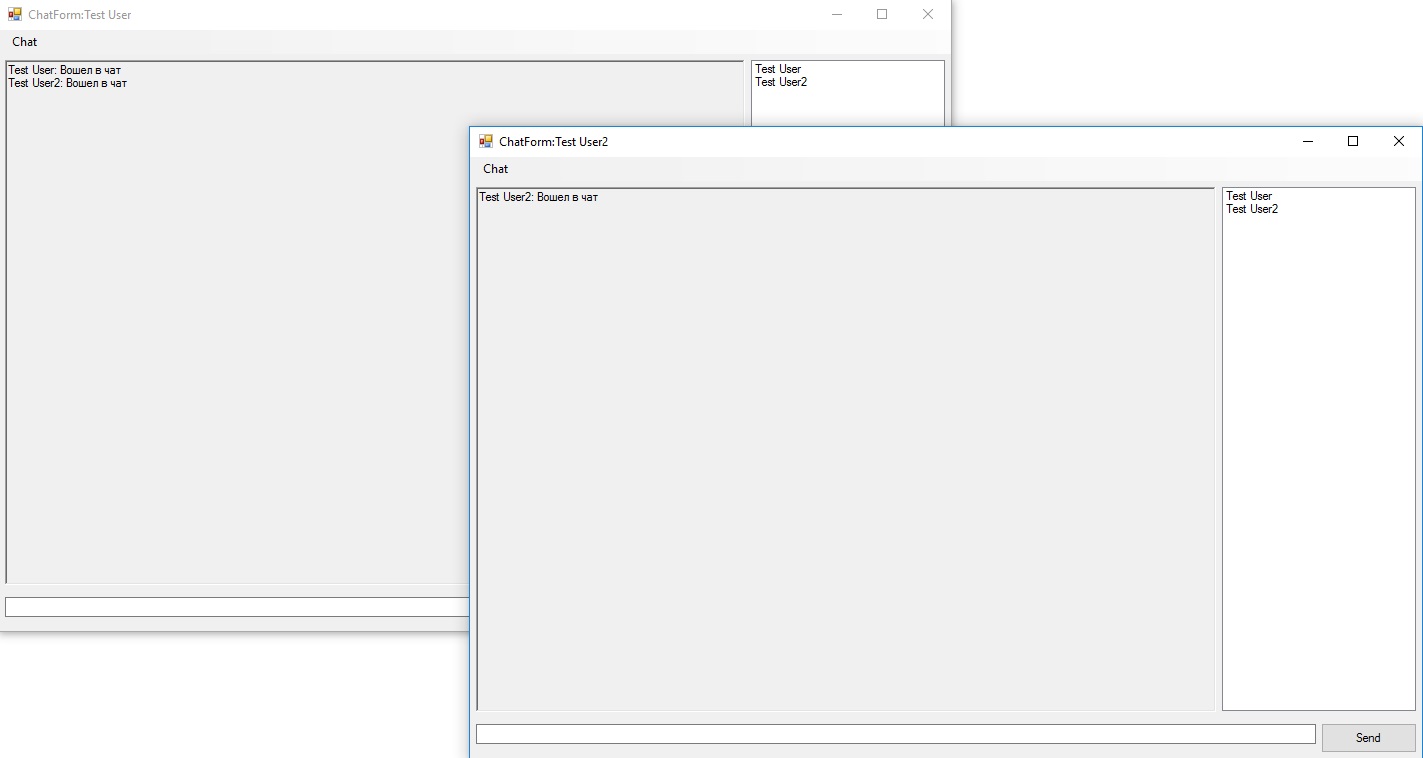 ChatForm:Test User
Chat
Test User: Вошел в чат
Test User2: Вошел в чат
Test User
Test User2
ChatForm:Test User2
Chat
Test User2: Вошел в чат
Test User
Test User2
Send